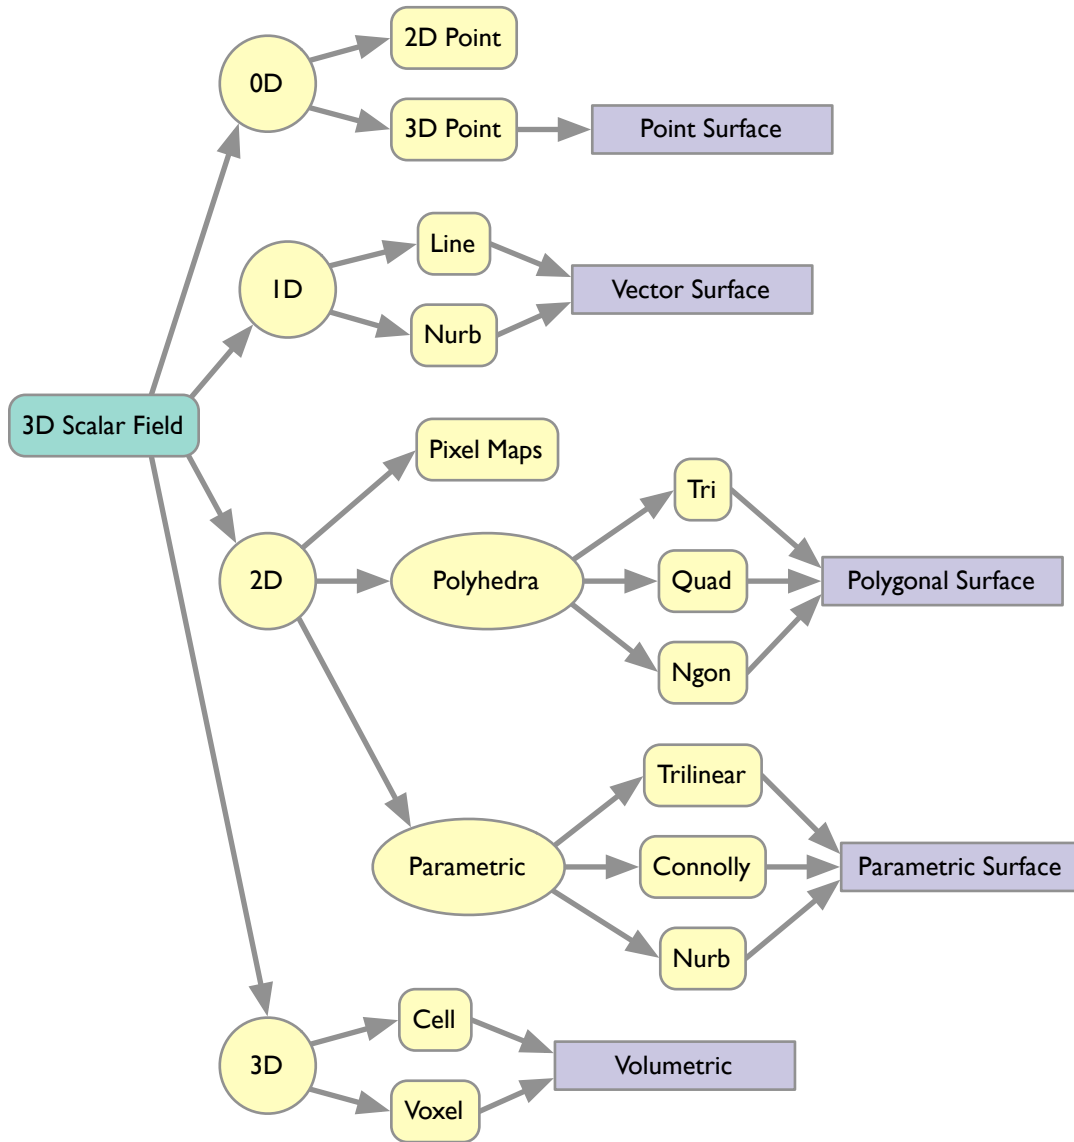 2D Point
0D
3D Point
Point Surface
Line
1D
Vector Surface
Nurb
3D Scalar Field
Pixel Maps
Tri
2D
Polyhedra
Quad
Polygonal Surface
Ngon
Trilinear
Parametric
Connolly
Parametric Surface
Nurb
Cell
3D
Volumetric
Voxel